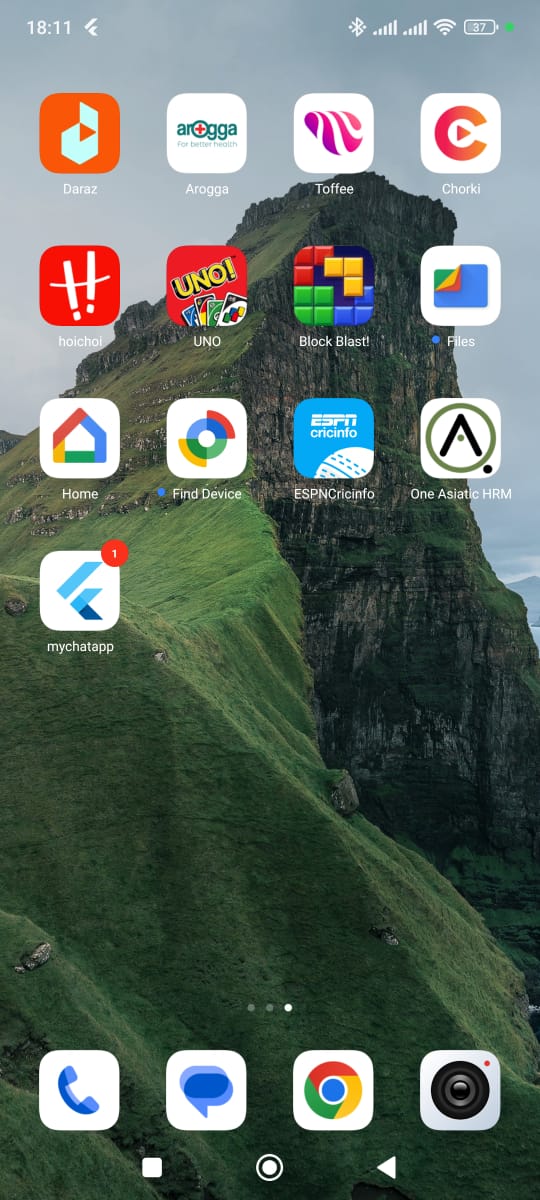 18:11
37
Daraz
arogga
For better health
Arogga
Toffee
Chorki
hoichoi
UNO!
UNO
Block Blast!
Files
Home
Find Device
ESPN
cricinfo
ESPNCricinfo
One Asiatic HRM
1
mychatapp